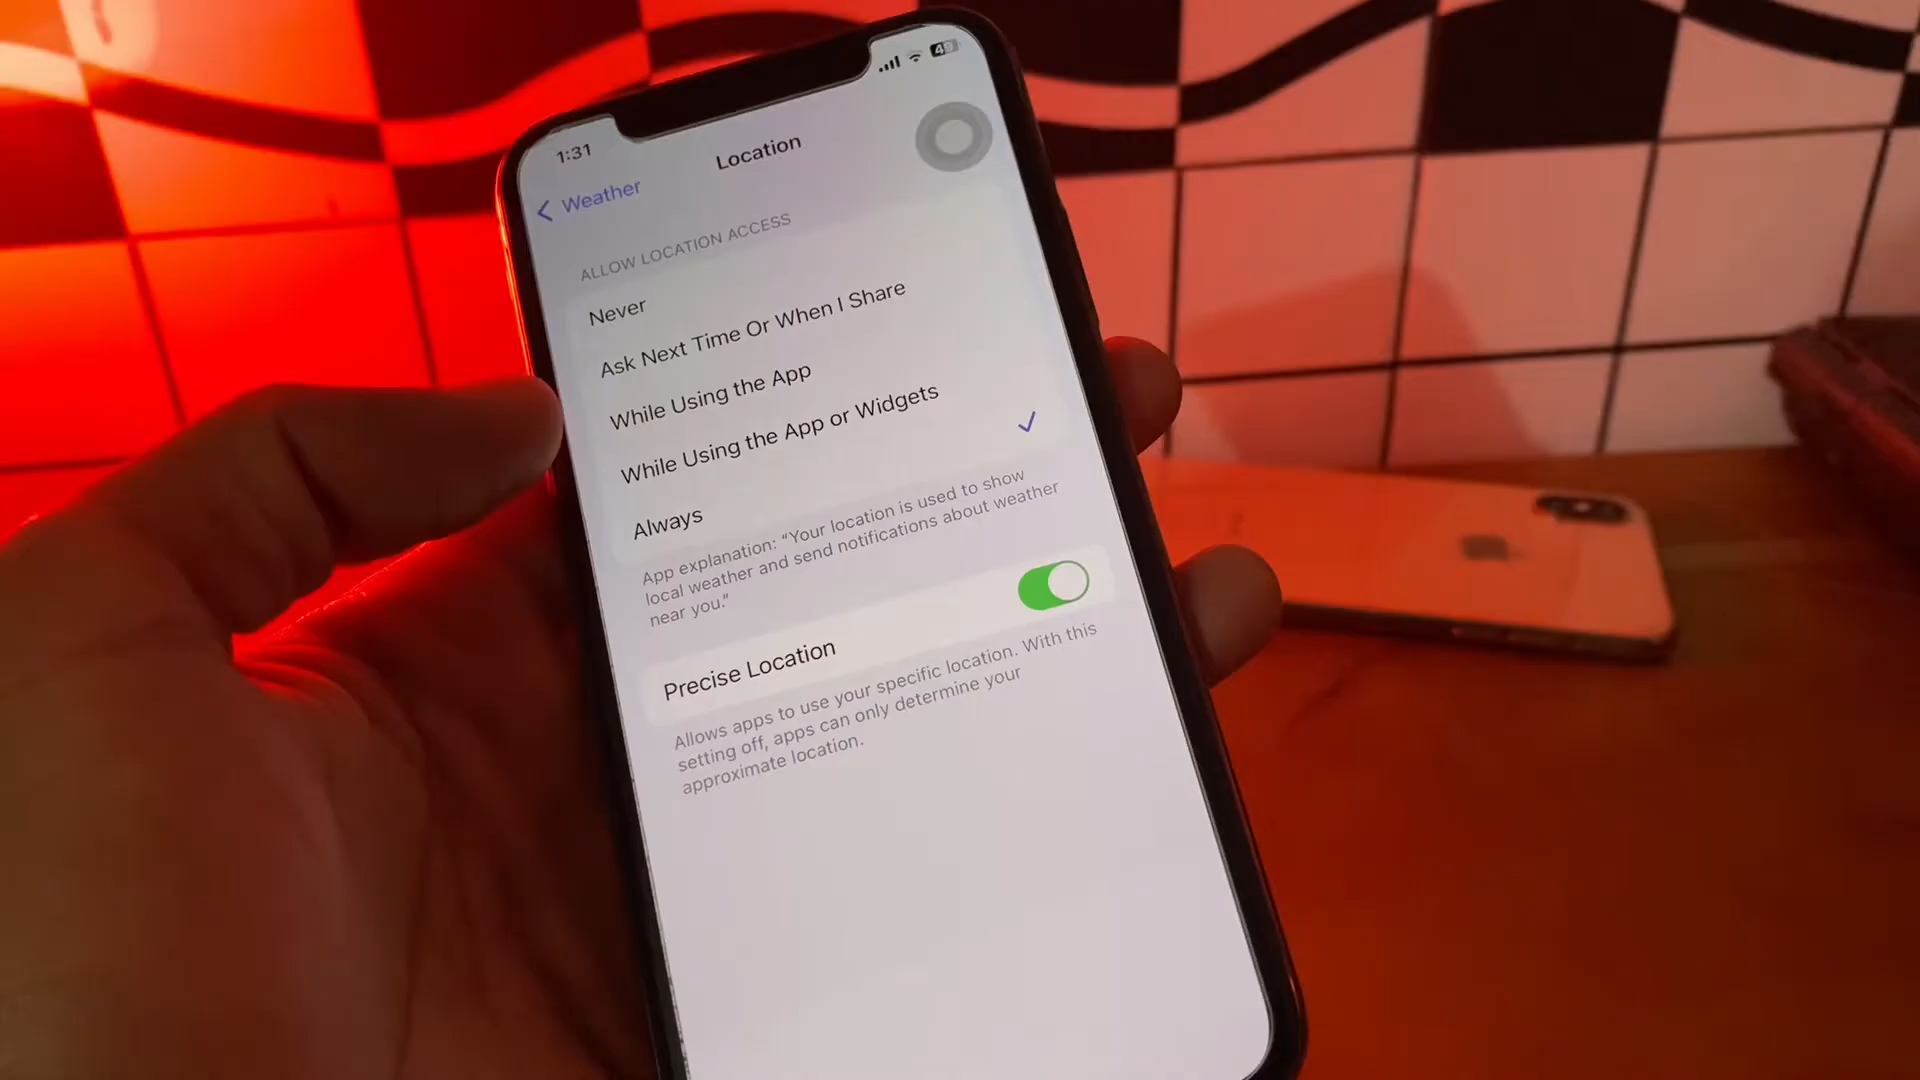 1:31
49
Weather
Location
ALLOW LOCATION ACCESS
Never
Ask Next Time Or When I Share
While Using the App
While Using the App or Widgets
Always
App explanation: “Your location is used to show
local weather and send notifications about weather
near you.”
Precise Location
Allows apps to use your specific location. With this
setting off, apps can only determine your
approximate location.